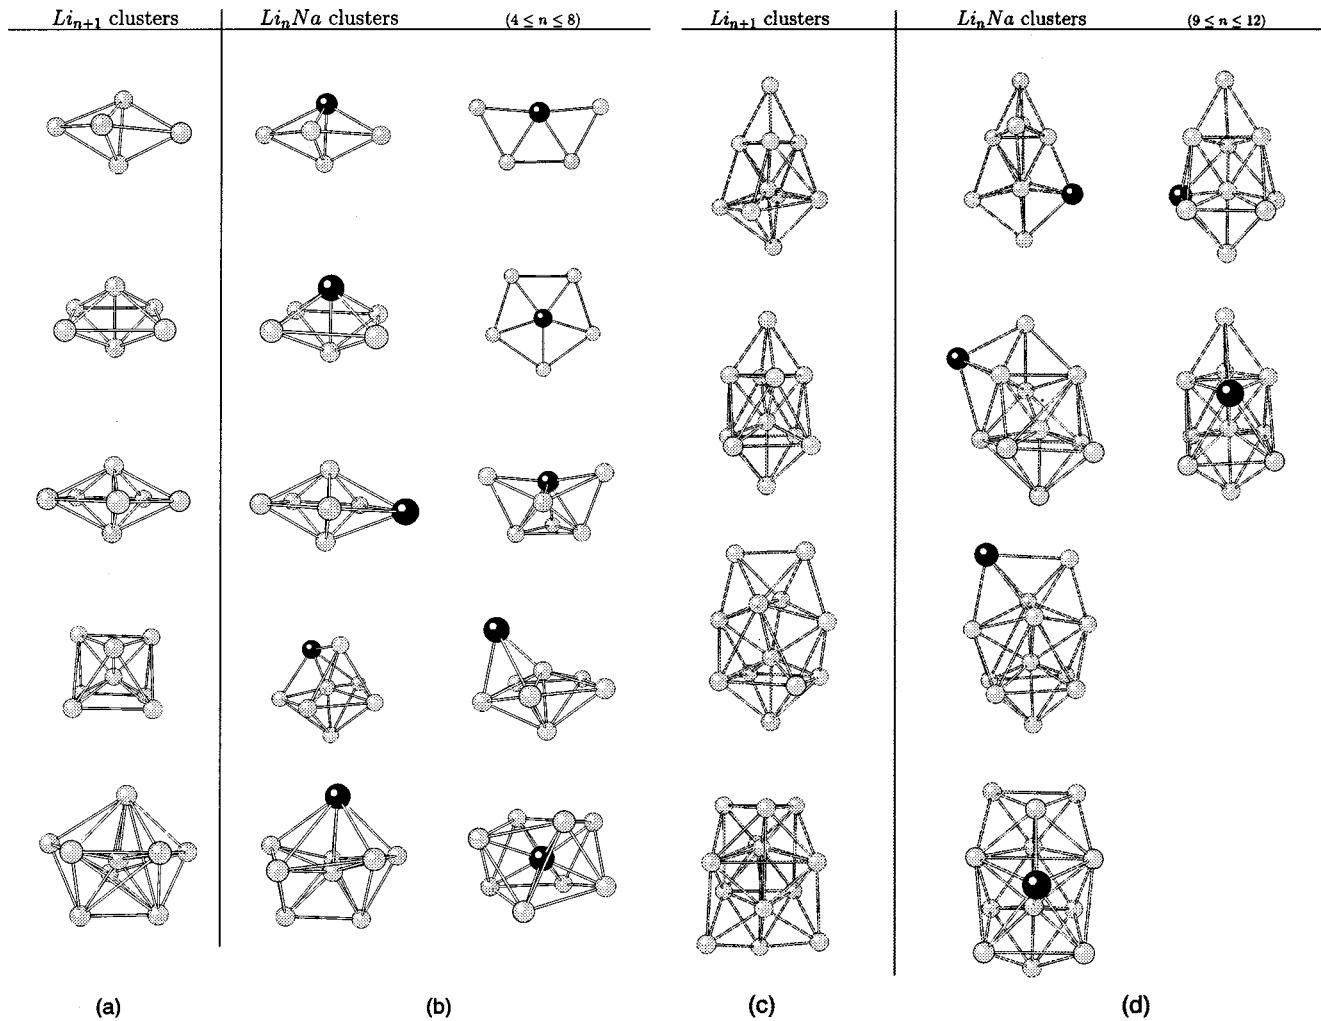 Li_{n+1} clusters
Li_nNa clusters
(4 ≤ n ≤ 8)
Li_{n+1} clusters
Li_nNa clusters
(9 ≤ n ≤ 12)
(a)
(b)
(c)
(d)